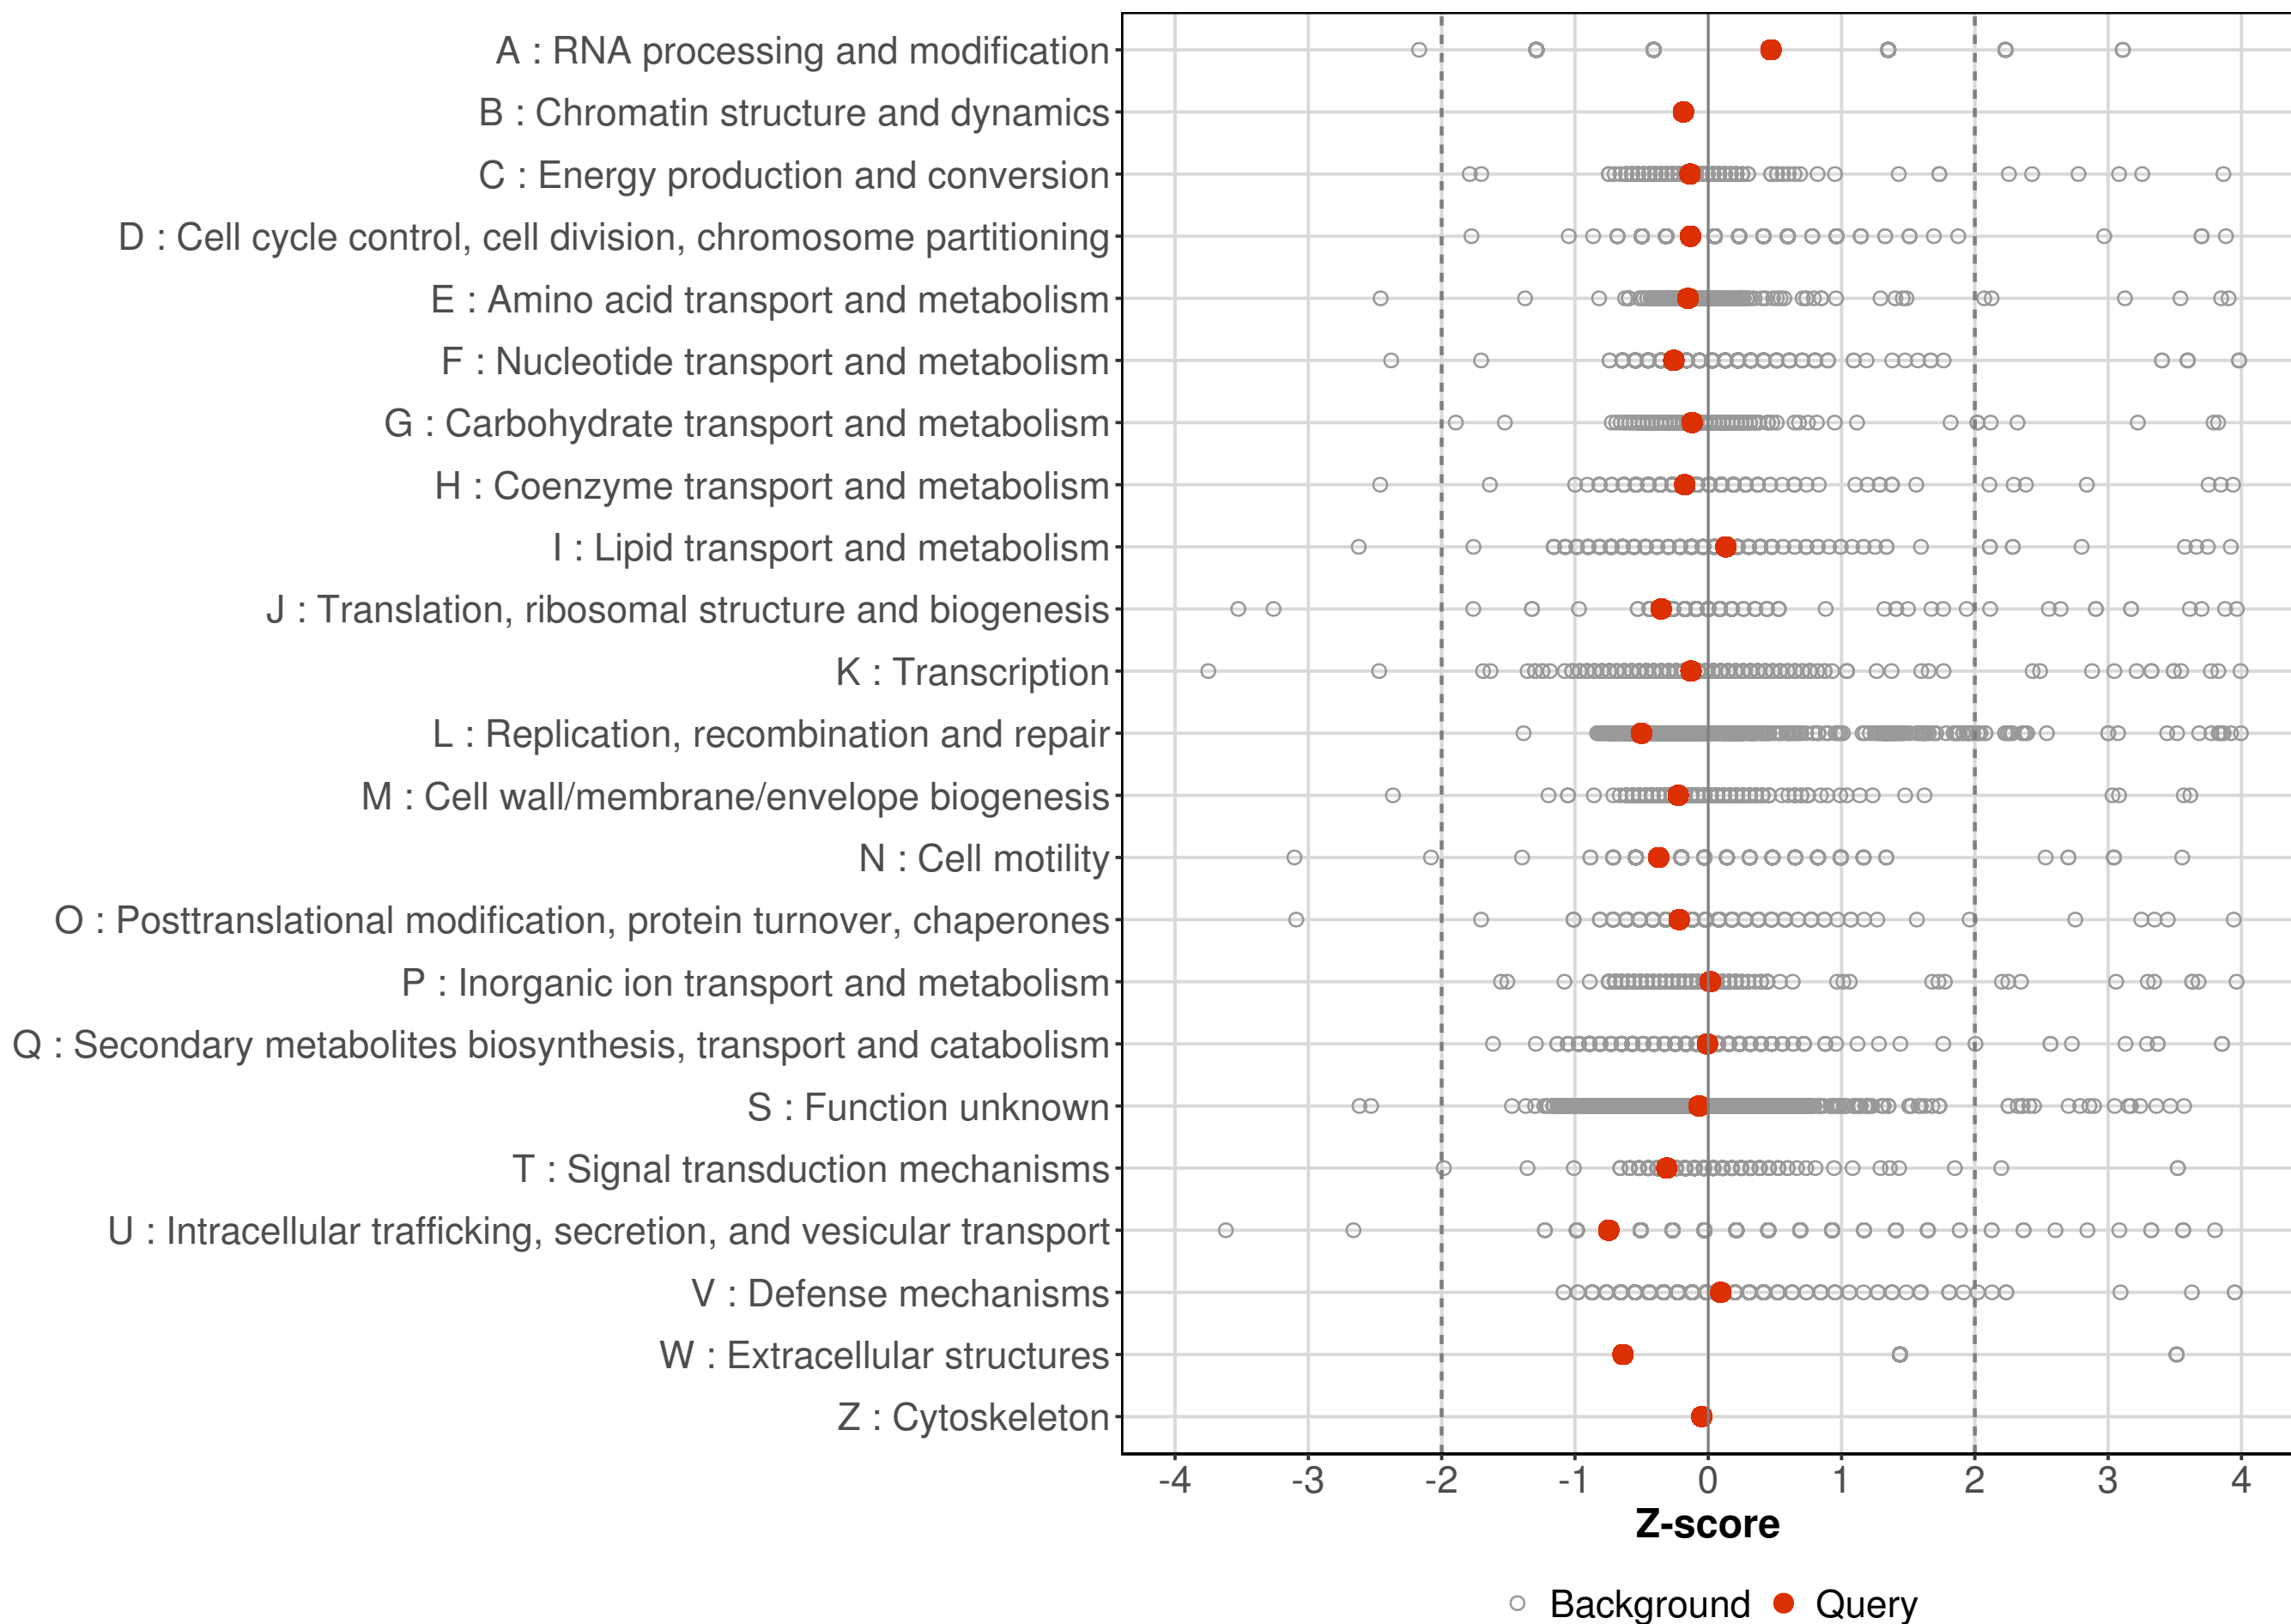 A : RNA processing and modification
B : Chromatin structure and dynamics
C : Energy production and conversion
D : Cell cycle control, cell division, chromosome partitioning
E : Amino acid transport and metabolism
F : Nucleotide transport and metabolism
G : Carbohydrate transport and metabolism
H : Coenzyme transport and metabolism
I : Lipid transport and metabolism
J : Translation, ribosomal structure and biogenesis
K : Transcription
L : Replication, recombination and repair
M : Cell wall/membrane/envelope biogenesis
N : Cell motility
O : Posttranslational modification, protein turnover, chaperones
P : Inorganic ion transport and metabolism
Q : Secondary metabolites biosynthesis, transport and catabolism
S : Function unknown
T : Signal transduction mechanisms
U : Intracellular trafficking, secretion, and vesicular transport
V : Defense mechanisms
W : Extracellular structures
Z : Cytoskeleton
-4 -3 -2 -1 0 1 2 3 4
Z-score
Background Query